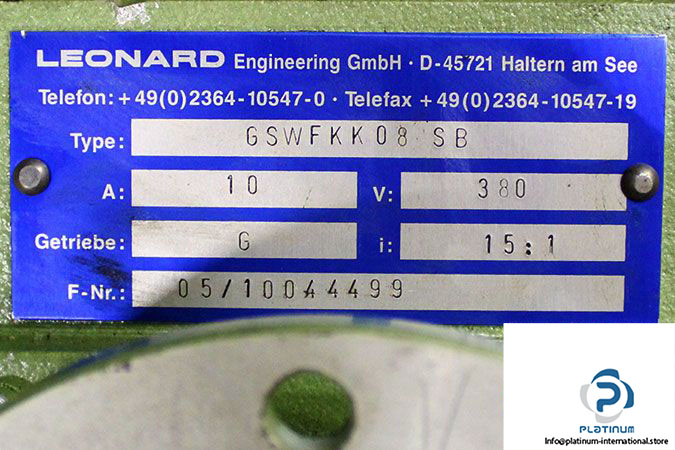 LEONARD Engineering GmbH · D-45721 Haltern am See
Telefon: +49(0)2364-10547-0 · Telefax +49(0)2364-10547-19
Type: GSWFKK08 SB
A: 10 V: 380
Getriebe: G i: 15:1
F-Nr.: 05/10044499
PLATINUM
Info@platinum-international.store